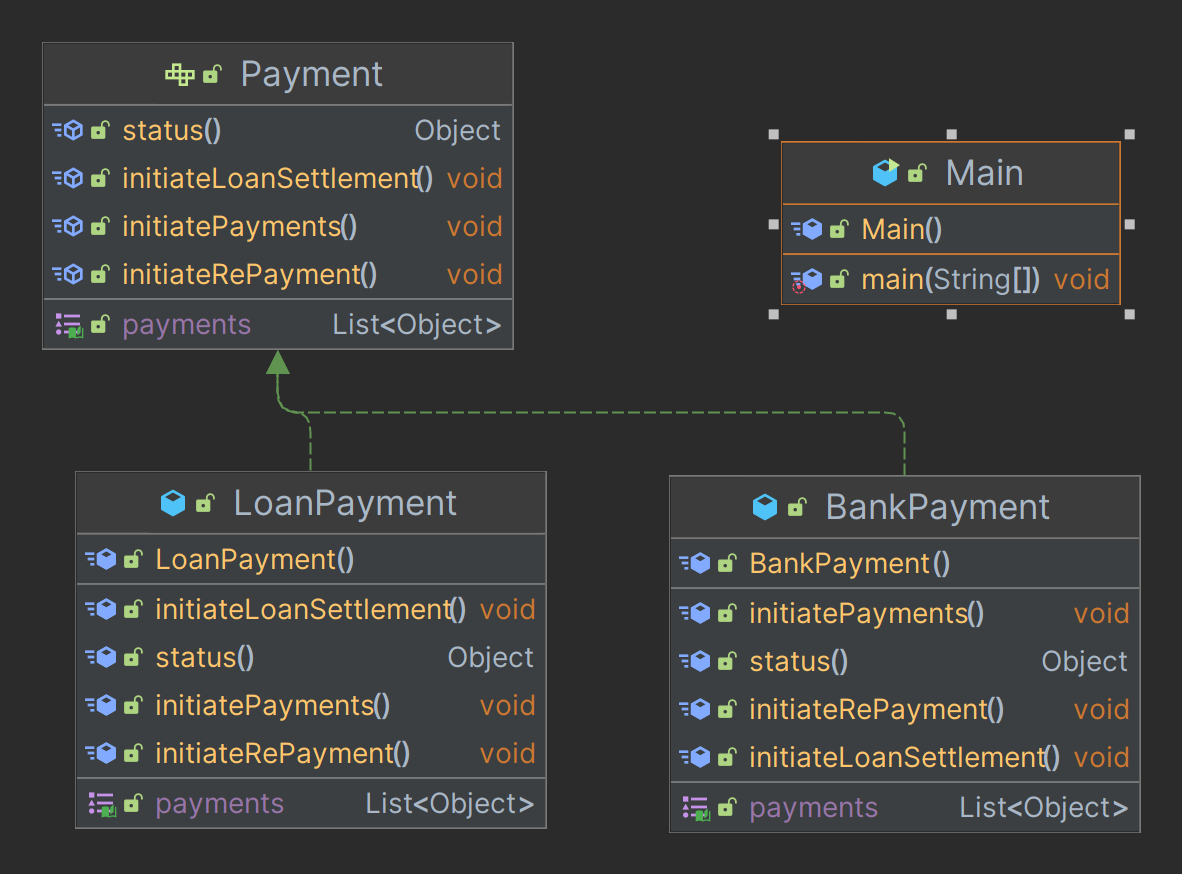 Payment
status() Object
initiateLoanSettlement() void
initiatePayments() void
initiateRePayment() void
payments List<Object>
Main
Main()
main(String[]) void
LoanPayment
LoanPayment()
initiateLoanSettlement() void
status() Object
initiatePayments() void
initiateRePayment() void
payments List<Object>
BankPayment
BankPayment()
initiatePayments() void
status() Object
initiateRePayment() void
initiateLoanSettlement() void
payments List<Object>